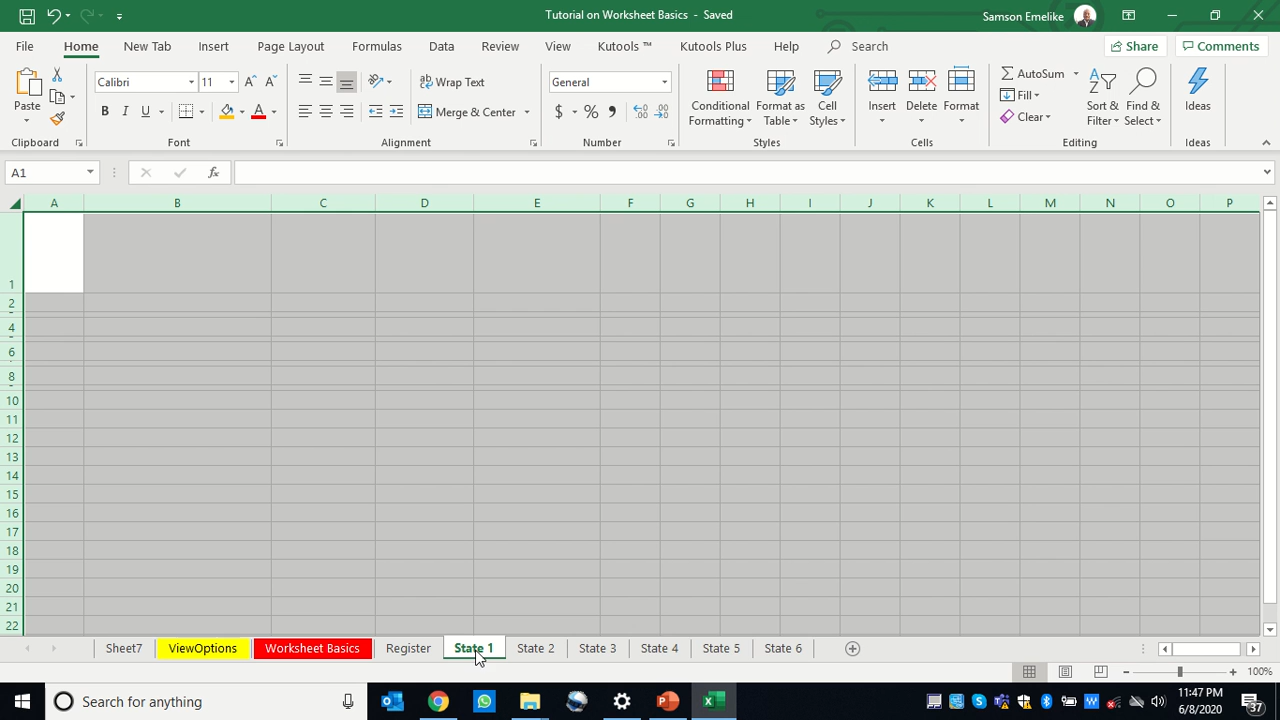 Tutorial on Worksheet Basics - Saved
Samson Emelike
File Home New Tab Insert Page Layout Formulas Data Review View Kutools ™ Kutools Plus Help Search Share Comments
Paste
Calibri 11
B I U
Wrap Text
Merge & Center
General
$ % ,
Conditional Formatting
Format as Table
Cell Styles
Insert
Delete
Format
AutoSum
Fill
Clear
Sort & Filter
Find & Select
Ideas
Clipboard Font Alignment Number Styles Cells Editing Ideas
A1 fx
A B C D E F G H I J K L M N O P
1
2
4
6
8
10
11
12
13
14
15
16
17
18
19
20
21
22
Sheet7 ViewOptions Worksheet Basics Register State 1 State 2 State 3 State 4 State 5 State 6
100%
Search for anything
11:47 PM
6/8/2020
37